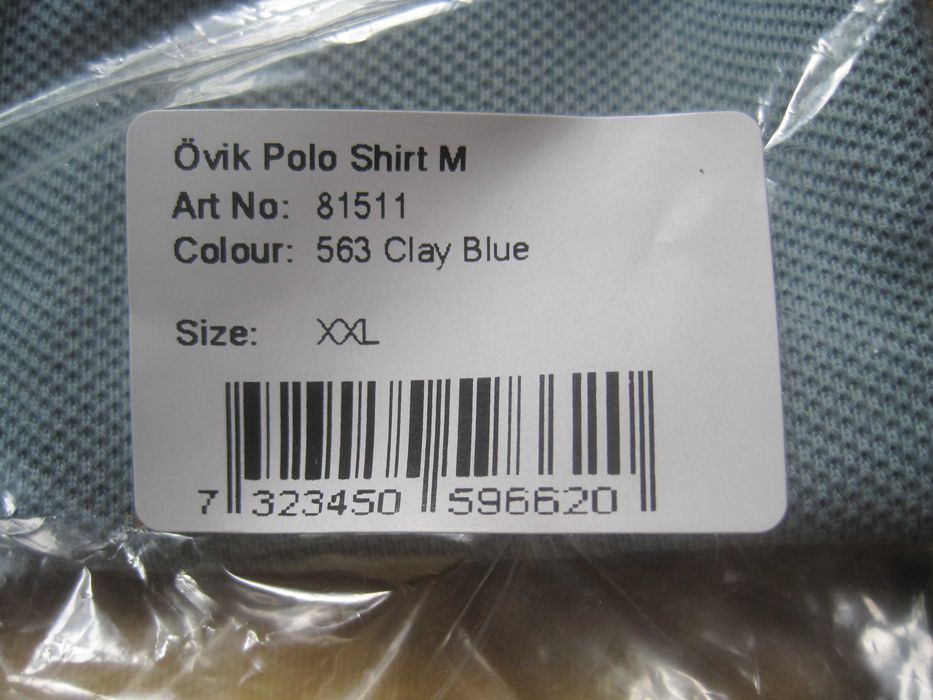 Övik Polo Shirt M
Art No: 81511
Colour: 563 Clay Blue
Size: XXL
7 323450 596620